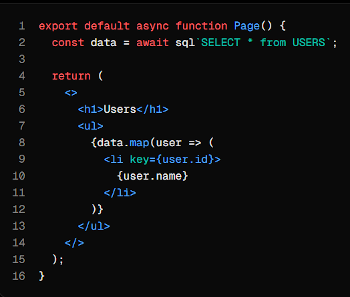 1 export default async function Page() {
2   const data = await sql`SELECT * from USERS`;
3
4   return (
5     <>
6       <h1>Users</h1>
7       <ul>
8         {data.map(user => (
9           <li key={user.id}>
10             {user.name}
11           </li>
12         )}
13       </ul>
14     </>
15   );
16 }